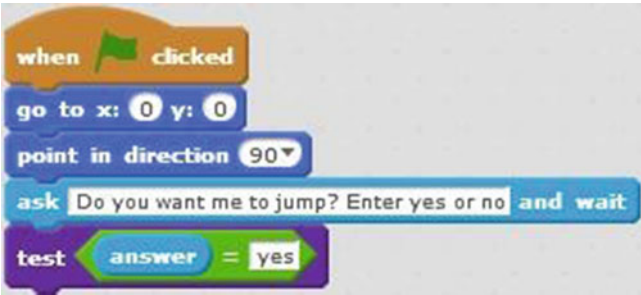 when clicked
go to x: 0 y: 0
point in direction 90
ask Do you want me to jump? Enter yes or no and wait
test answer = yes